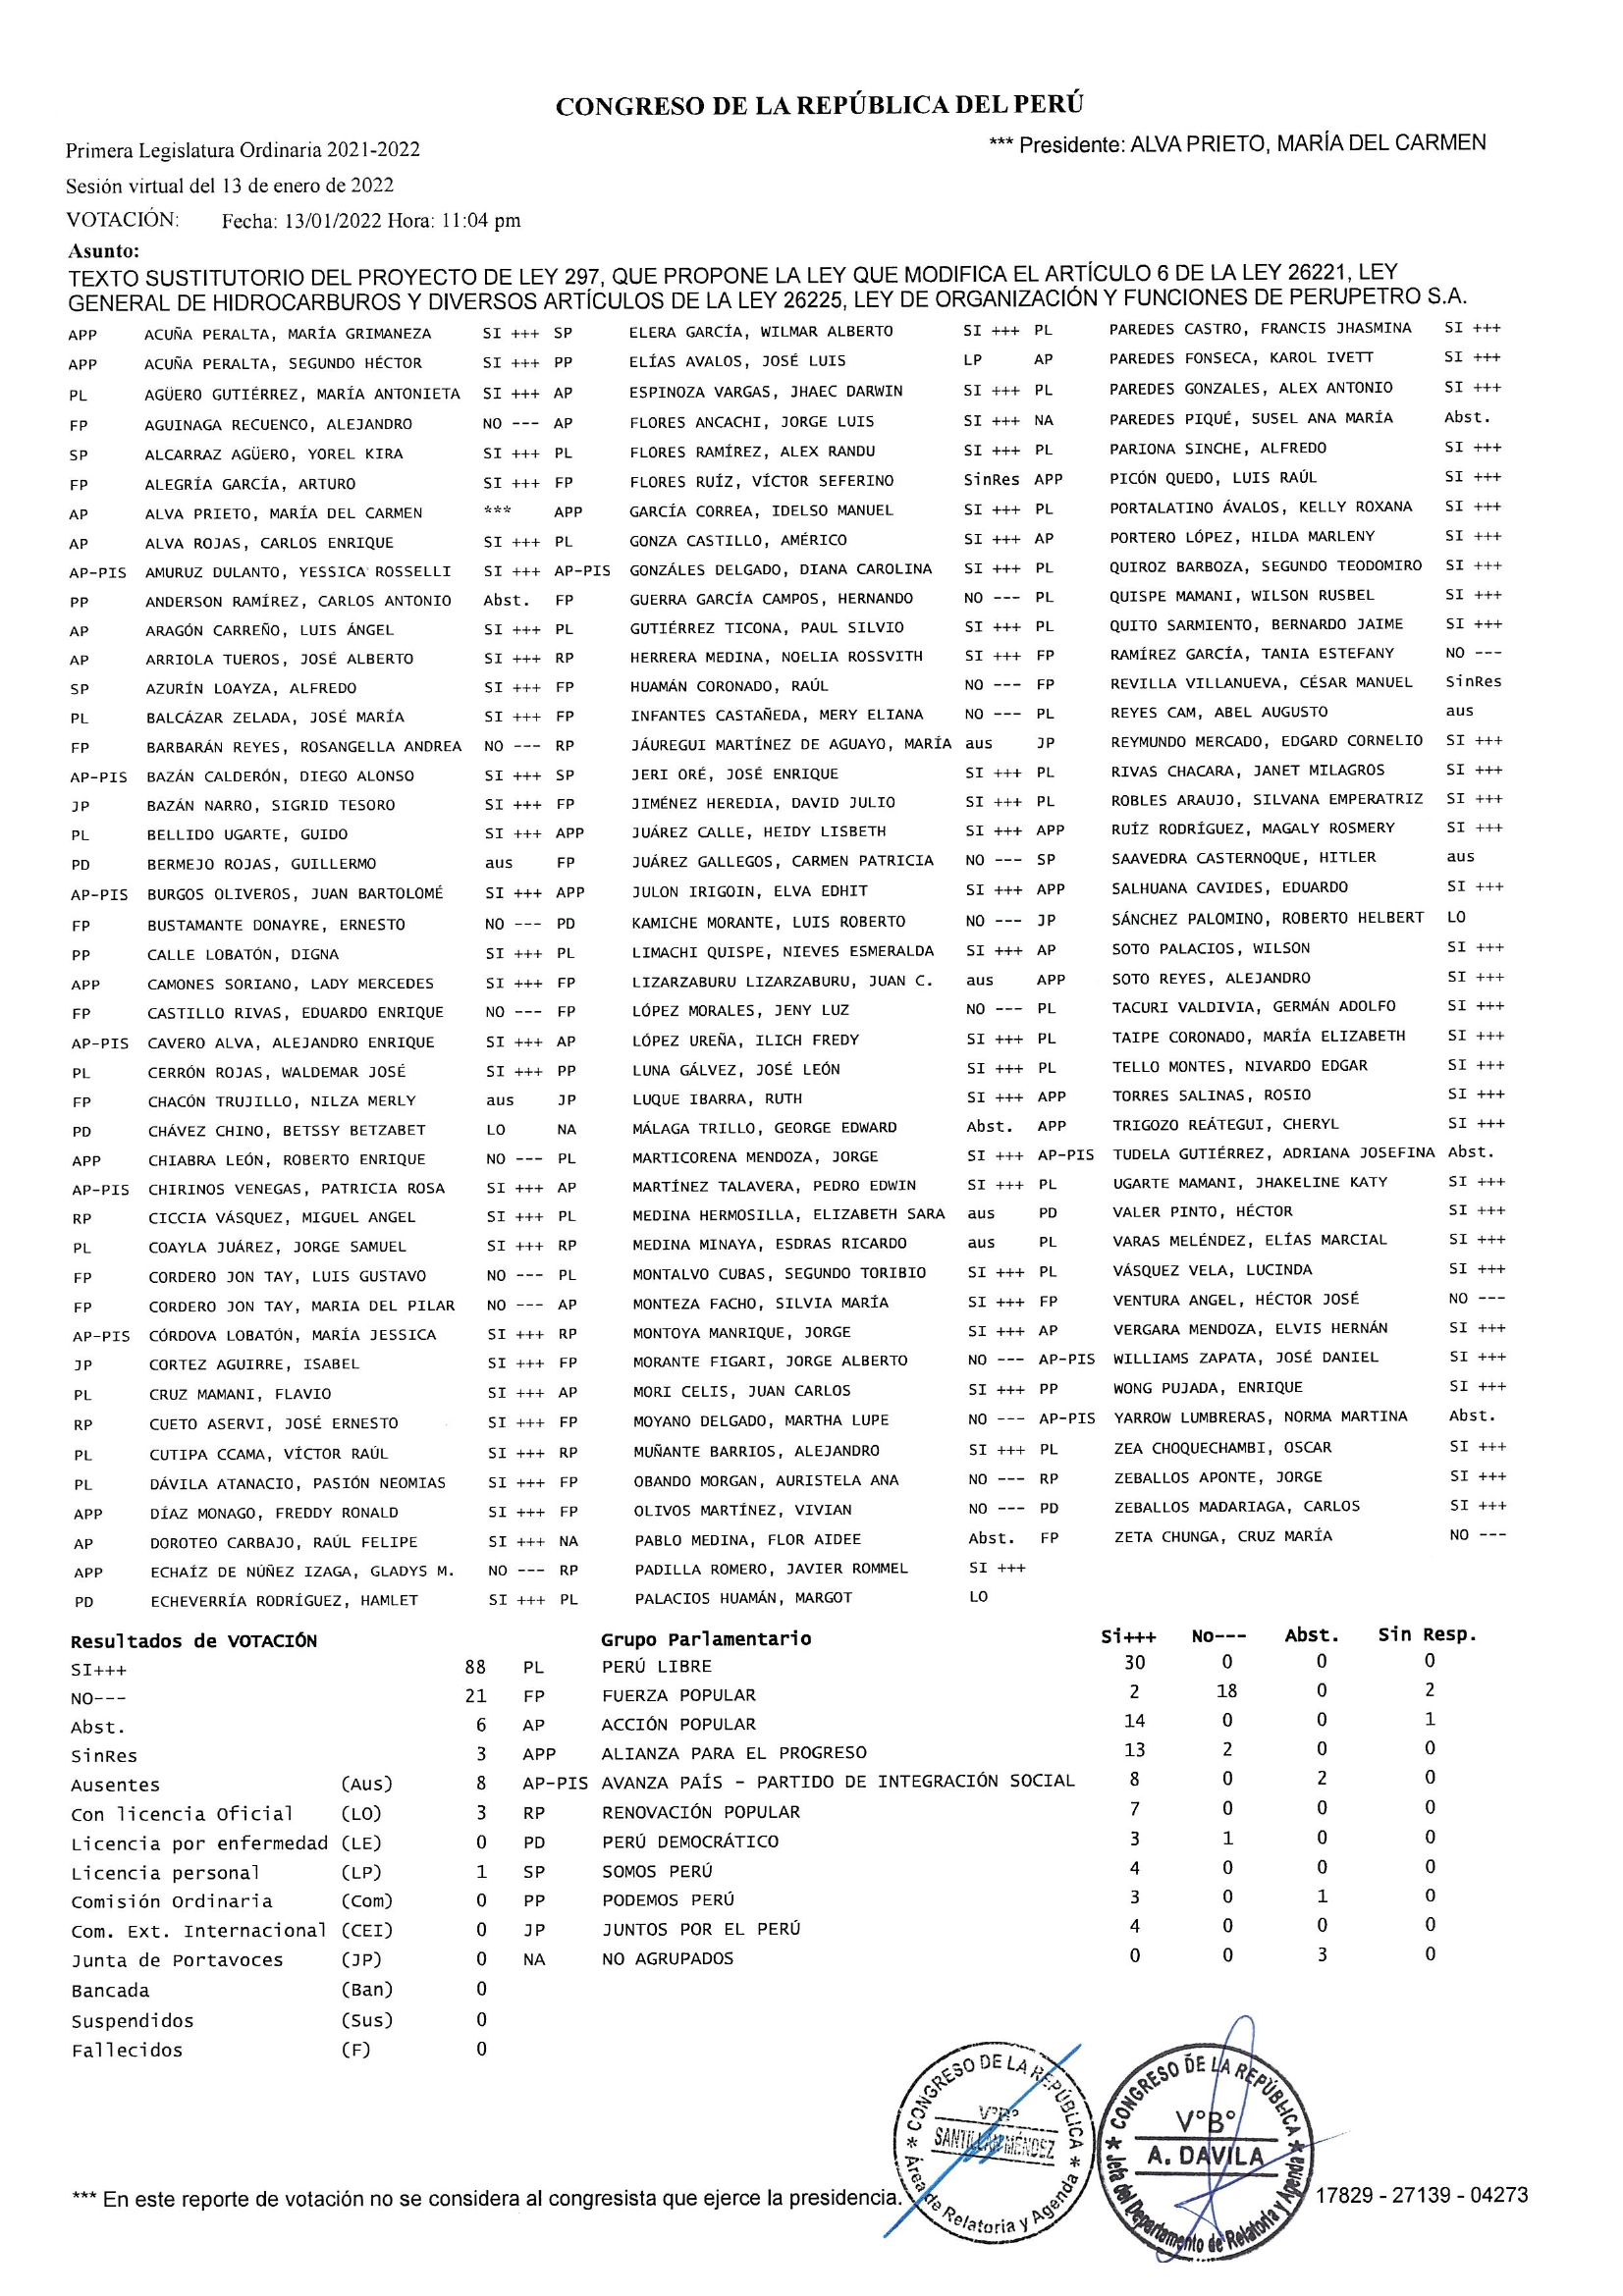 CONGRESO DE LA REPÚBLICA DEL PERÚ
Primera Legislatura Ordinaria 2021-2022 *** Presidente: ALVA PRIETO, MARÍA DEL CARMEN
Sesión virtual del 13 de enero de 2022
VOTACIÓN: Fecha: 13/01/2022 Hora: 11:04 pm
Asunto:
TEXTO SUSTITUTORIO DEL PROYECTO DE LEY 297, QUE PROPONE LA LEY QUE MODIFICA EL ARTÍCULO 6 DE LA LEY 26221, LEY
GENERAL DE HIDROCARBUROS Y DIVERSOS ARTÍCULOS DE LA LEY 26225, LEY DE ORGANIZACIÓN Y FUNCIONES DE PERUPETRO S.A.
APP ACUÑA PERALTA, MARÍA GRIMANEZA SI +++ SP ELERA GARCÍA, WILMAR ALBERTO SI +++ PL PAREDES CASTRO, FRANCIS JHASMINA SI +++
APP ACUÑA PERALTA, SEGUNDO HÉCTOR SI +++ PP ELÍAS AVALOS, JOSÉ LUIS LP AP PAREDES FONSECA, KAROL IVETT SI +++
PL AGÜERO GUTIÉRREZ, MARÍA ANTONIETA SI +++ AP ESPINOZA VARGAS, JHAEC DARWIN SI +++ PL PAREDES GONZALES, ALEX ANTONIO SI +++
FP AGUINAGA RECUENCO, ALEJANDRO NO --- AP FLORES ANCACHI, JORGE LUIS SI +++ NA PAREDES PIQUÉ, SUSEL ANA MARÍA Abst.
SP ALCARRAZ AGÜERO, YOREL KIRA SI +++ PL FLORES RAMÍREZ, ALEX RANDU SI +++ PL PARIONA SINCHE, ALFREDO SI +++
FP ALEGRÍA GARCÍA, ARTURO SI +++ FP FLORES RUÍZ, VÍCTOR SEFERINO SinRes APP PICÓN QUEDO, LUIS RAÚL SI +++
AP ALVA PRIETO, MARÍA DEL CARMEN *** APP GARCÍA CORREA, IDELSO MANUEL SI +++ PL PORTALATINO ÁVALOS, KELLY ROXANA SI +++
AP ALVA ROJAS, CARLOS ENRIQUE SI +++ PL GONZA CASTILLO, AMÉRICO SI +++ AP PORTERO LÓPEZ, HILDA MARLENY SI +++
AP-PIS AMURUZ DULANTO, YESSICA ROSSELLI SI +++ AP-PIS GONZÁLES DELGADO, DIANA CAROLINA SI +++ PL QUIROZ BARBOZA, SEGUNDO TEODOMIRO SI +++
PP ANDERSON RAMÍREZ, CARLOS ANTONIO Abst. FP GUERRA GARCÍA CAMPOS, HERNANDO NO --- PL QUISPE MAMANI, WILSON RUSBEL SI +++
AP ARAGÓN CARREÑO, LUIS ÁNGEL SI +++ PL GUTIÉRREZ TICONA, PAUL SILVIO SI +++ PL QUITO SARMIENTO, BERNARDO JAIME SI +++
AP ARRIOLA TUEROS, JOSÉ ALBERTO SI +++ RP HERRERA MEDINA, NOELIA ROSSVITH SI +++ FP RAMÍREZ GARCÍA, TANIA ESTEFANY NO ---
SP AZURÍN LOAYZA, ALFREDO SI +++ FP HUAMÁN CORONADO, RAÚL NO --- FP REVILLA VILLANUEVA, CÉSAR MANUEL SinRes
PL BALCÁZAR ZELADA, JOSÉ MARÍA SI +++ FP INFANTES CASTAÑEDA, MERY ELIANA NO --- PL REYES CAM, ABEL AUGUSTO aus
FP BARBARÁN REYES, ROSANGELLA ANDREA NO --- RP JÁUREGUI MARTÍNEZ DE AGUAYO, MARÍA aus JP REYMUNDO MERCADO, EDGARD CORNELIO SI +++
AP-PIS BAZÁN CALDERÓN, DIEGO ALONSO SI +++ SP JERI ORÉ, JOSÉ ENRIQUE SI +++ PL RIVAS CHACARA, JANET MILAGROS SI +++
JP BAZÁN NARRO, SIGRID TESORO SI +++ FP JIMÉNEZ HEREDIA, DAVID JULIO SI +++ PL ROBLES ARAUJO, SILVANA EMPERATRIZ SI +++
PL BELLIDO UGARTE, GUIDO SI +++ APP JUÁREZ CALLE, HEIDY LISBETH SI +++ APP RUÍZ RODRÍGUEZ, MAGALY ROSMERY SI +++
PD BERMEJO ROJAS, GUILLERMO aus FP JUÁREZ GALLEGOS, CARMEN PATRICIA NO --- SP SAAVEDRA CASTERNOQUE, HITLER aus
AP-PIS BURGOS OLIVEROS, JUAN BARTOLOMÉ SI +++ APP JULON IRIGOIN, ELVA EDHIT SI +++ APP SALHUANA CAVIDES, EDUARDO SI +++
FP BUSTAMANTE DONAYRE, ERNESTO NO --- PD KAMICHE MORANTE, LUIS ROBERTO NO --- JP SÁNCHEZ PALOMINO, ROBERTO HELBERT LO
PP CALLE LOBATÓN, DIGNA SI +++ PL LIMACHI QUISPE, NIEVES ESMERALDA SI +++ AP SOTO PALACIOS, WILSON SI +++
APP CAMONES SORIANO, LADY MERCEDES SI +++ FP LIZARZABURU LIZARZABURU, JUAN C. aus APP SOTO REYES, ALEJANDRO SI +++
FP CASTILLO RIVAS, EDUARDO ENRIQUE NO --- FP LÓPEZ MORALES, JENY LUZ NO --- PL TACURI VALDIVIA, GERMÁN ADOLFO SI +++
AP-PIS CAVERO ALVA, ALEJANDRO ENRIQUE SI +++ AP LÓPEZ UREÑA, ILICH FREDY SI +++ PL TAIPE CORONADO, MARÍA ELIZABETH SI +++
PL CERRÓN ROJAS, WALDEMAR JOSÉ SI +++ PP LUNA GÁLVEZ, JOSÉ LEÓN SI +++ PL TELLO MONTES, NIVARDO EDGAR SI +++
FP CHACÓN TRUJILLO, NILZA MERLY aus JP LUQUE IBARRA, RUTH SI +++ APP TORRES SALINAS, ROSIO SI +++
PD CHÁVEZ CHINO, BETSSY BETZABET LO NA MÁLAGA TRILLO, GEORGE EDWARD Abst. APP TRIGOZO REÁTEGUI, CHERYL SI +++
APP CHIABRA LEÓN, ROBERTO ENRIQUE NO --- PL MARTICORENA MENDOZA, JORGE SI +++ AP-PIS TUDELA GUTIÉRREZ, ADRIANA JOSEFINA Abst.
AP-PIS CHIRINOS VENEGAS, PATRICIA ROSA SI +++ AP MARTÍNEZ TALAVERA, PEDRO EDWIN SI +++ PL UGARTE MAMANI, JHAKELINE KATY SI +++
RP CICCIA VÁSQUEZ, MIGUEL ANGEL SI +++ PL MEDINA HERMOSILLA, ELIZABETH SARA aus PD VALER PINTO, HÉCTOR SI +++
PL COAYLA JUÁREZ, JORGE SAMUEL SI +++ RP MEDINA MINAYA, ESDRAS RICARDO aus PL VARAS MELÉNDEZ, ELÍAS MARCIAL SI +++
FP CORDERO JON TAY, LUIS GUSTAVO NO --- PL MONTALVO CUBAS, SEGUNDO TORIBIO SI +++ PL VÁSQUEZ VELA, LUCINDA SI +++
FP CORDERO JON TAY, MARIA DEL PILAR NO --- AP MONTEZA FACHO, SILVIA MARÍA SI +++ FP VENTURA ANGEL, HÉCTOR JOSÉ NO ---
AP-PIS CÓRDOVA LOBATÓN, MARÍA JESSICA SI +++ RP MONTOYA MANRIQUE, JORGE SI +++ AP VERGARA MENDOZA, ELVIS HERNÁN SI +++
JP CORTEZ AGUIRRE, ISABEL SI +++ FP MORANTE FIGARI, JORGE ALBERTO NO --- AP-PIS WILLIAMS ZAPATA, JOSÉ DANIEL SI +++
PL CRUZ MAMANI, FLAVIO SI +++ AP MORI CELIS, JUAN CARLOS SI +++ PP WONG PUJADA, ENRIQUE SI +++
RP CUETO ASERVI, JOSÉ ERNESTO SI +++ FP MOYANO DELGADO, MARTHA LUPE NO --- AP-PIS YARROW LUMBRERAS, NORMA MARTINA Abst.
PL CUTIPA CCAMA, VÍCTOR RAÚL SI +++ RP MUÑANTE BARRIOS, ALEJANDRO SI +++ PL ZEA CHOQUECHAMBI, OSCAR SI +++
PL DÁVILA ATANACIO, PASIÓN NEOMIAS SI +++ FP OBANDO MORGAN, AURISTELA ANA NO --- RP ZEBALLOS APONTE, JORGE SI +++
APP DÍAZ MONAGO, FREDDY RONALD SI +++ FP OLIVOS MARTÍNEZ, VIVIAN NO --- PD ZEBALLOS MADARIAGA, CARLOS SI +++
AP DOROTEO CARBAJO, RAÚL FELIPE SI +++ NA PABLO MEDINA, FLOR AIDEE Abst. FP ZETA CHUNGA, CRUZ MARÍA NO ---
APP ECHAÍZ DE NÚÑEZ IZAGA, GLADYS M. NO --- RP PADILLA ROMERO, JAVIER ROMMEL SI +++
PD ECHEVERRÍA RODRÍGUEZ, HAMLET SI +++ PL PALACIOS HUAMÁN, MARGOT LO
Resultados de VOTACIÓN Grupo Parlamentario Si+++ No--- Abst. Sin Resp.
SI+++ 88 PL PERÚ LIBRE 30 0 0 0
NO--- 21 FP FUERZA POPULAR 2 18 0 2
Abst. 6 AP ACCIÓN POPULAR 14 0 0 1
SinRes 3 APP ALIANZA PARA EL PROGRESO 13 2 0 0
Ausentes (Aus) 8 AP-PIS AVANZA PAÍS - PARTIDO DE INTEGRACIÓN SOCIAL 8 0 2 0
Con licencia Oficial (LO) 3 RP RENOVACIÓN POPULAR 7 0 0 0
Licencia por enfermedad (LE) 0 PD PERÚ DEMOCRÁTICO 3 1 0 0
Licencia personal (LP) 1 SP SOMOS PERÚ 4 0 0 0
Comisión Ordinaria (Com) 0 PP PODEMOS PERÚ 3 0 1 0
Com. Ext. Internacional (CEI) 0 JP JUNTOS POR EL PERÚ 4 0 0 0
Junta de Portavoces (JP) 0 NA NO AGRUPADOS 0 0 3 0
Bancada (Ban) 0
Suspendidos (Sus) 0
Fallecidos (F) 0
CONGRESO DE LA REPÚBLICA
V°B°
SANTILLAN MÉNDEZ
Área de Relatoria y Agenda
CONGRESO DE LA REPÚBLICA
V°B°
A. DAVILA
Jefa del Departamento de Relatoria y Agenda
*** En este reporte de votación no se considera al congresista que ejerce la presidencia. 17829 - 27139 - 04273